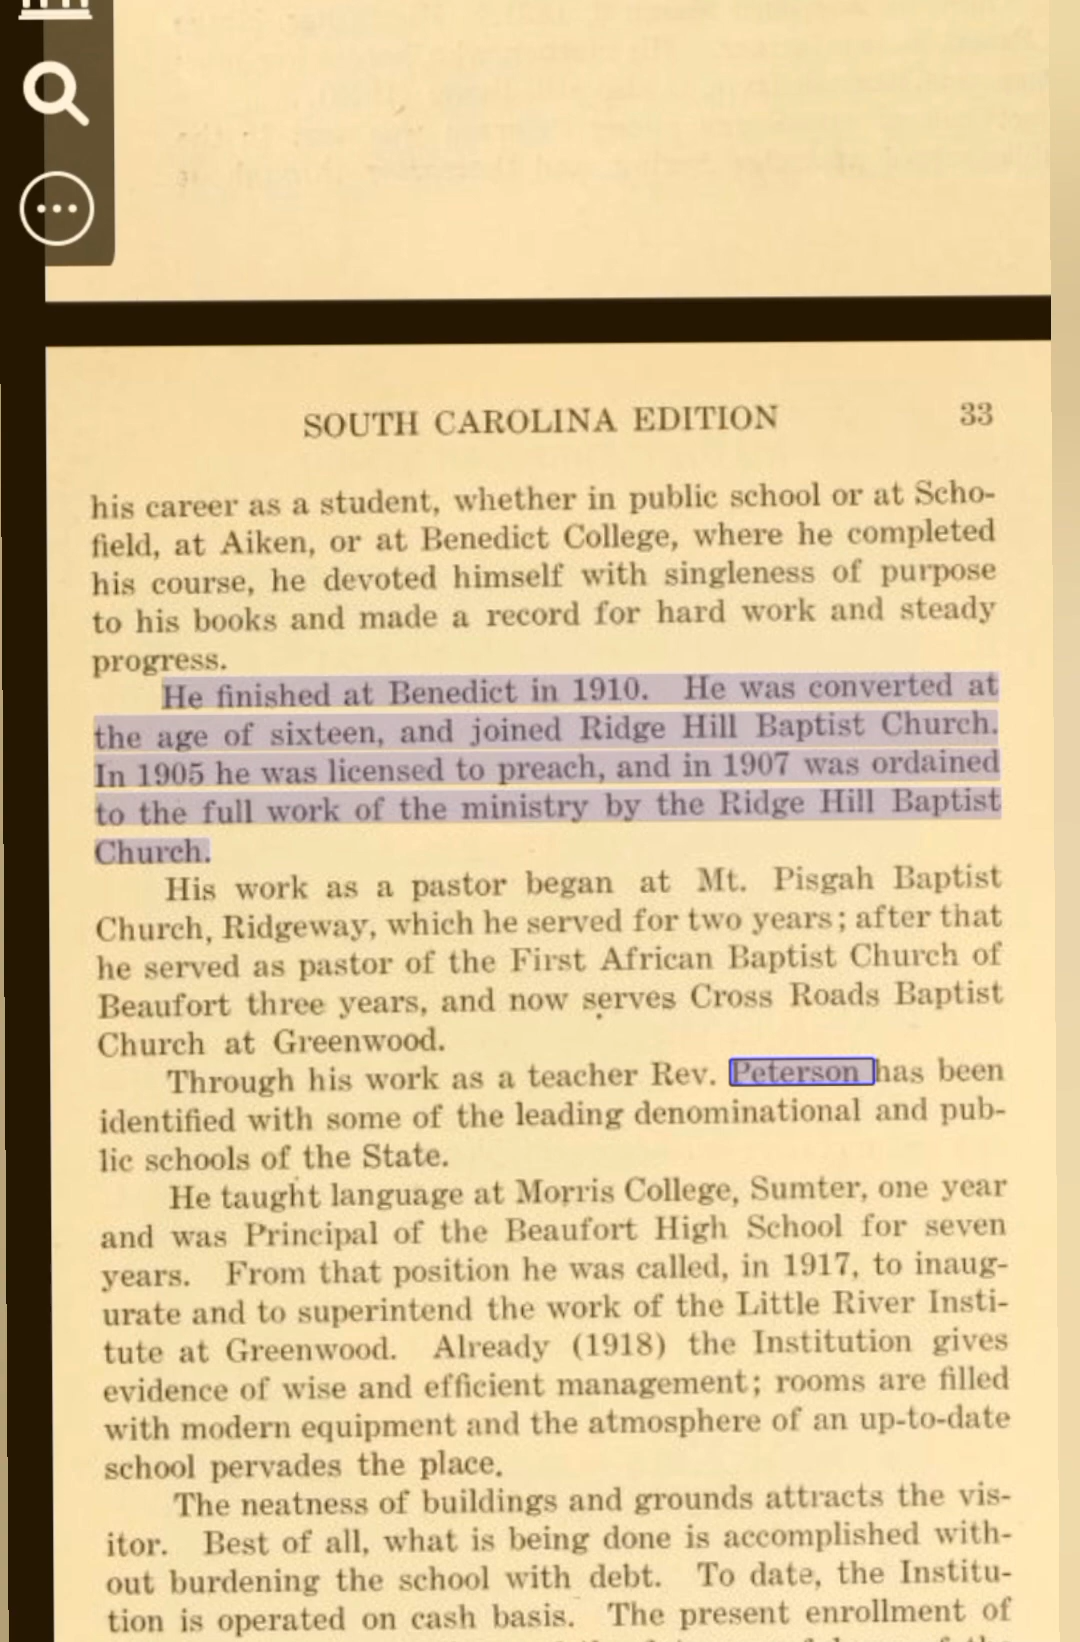 SOUTH CAROLINA EDITION 33
his career as a student, whether in public school or at Scho-
field, at Aiken, or at Benedict College, where he completed
his course, he devoted himself with singleness of purpose
to his books and made a record for hard work and steady
progress.
He finished at Benedict in 1910. He was converted at
the age of sixteen, and joined Ridge Hill Baptist Church.
In 1905 he was licensed to preach, and in 1907 was ordained
to the full work of the ministry by the Ridge Hill Baptist
Church.
His work as a pastor began at Mt. Pisgah Baptist
Church, Ridgeway, which he served for two years; after that
he served as pastor of the First African Baptist Church of
Beaufort three years, and now serves Cross Roads Baptist
Church at Greenwood.
Through his work as a teacher Rev. Peterson has been
identified with some of the leading denominational and pub-
lic schools of the State.
He taught language at Morris College, Sumter, one year
and was Principal of the Beaufort High School for seven
years. From that position he was called, in 1917, to inaug-
urate and to superintend the work of the Little River Insti-
tute at Greenwood. Already (1918) the Institution gives
evidence of wise and efficient management; rooms are filled
with modern equipment and the atmosphere of an up-to-date
school pervades the place.
The neatness of buildings and grounds attracts the vis-
itor. Best of all, what is being done is accomplished with-
out burdening the school with debt. To date, the Institu-
tion is operated on cash basis. The present enrollment of